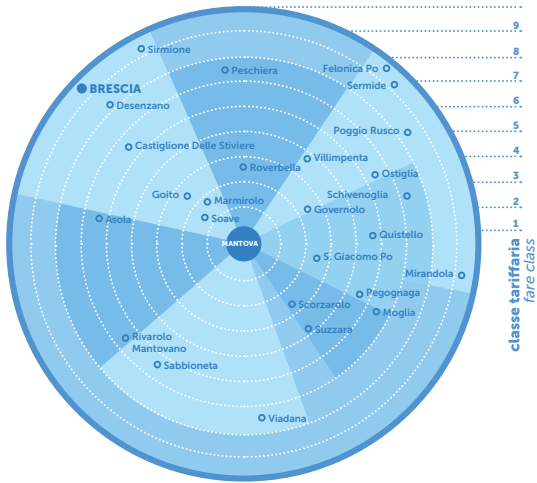 9
Sirmione
8
Felonica Po
Peschiera
7
Sermide
BRESCIA
6
Desenzano
5
Poggio Rusco
Castiglione Delle Stiviere
4
Villimpenta
Roverbella
3
Ostiglia
Goito
Schivenoglia
Marmirolo
2
Governolo
Soave
Asola
1
Quistello
MANTOVA
S. Giacomo Po
Mirandola
Pegognaga
Scorzarolo
Moglia
Suzzara
Rivarolo
Mantovano
Sabbioneta
Viadana
classe tariffaria
fare class